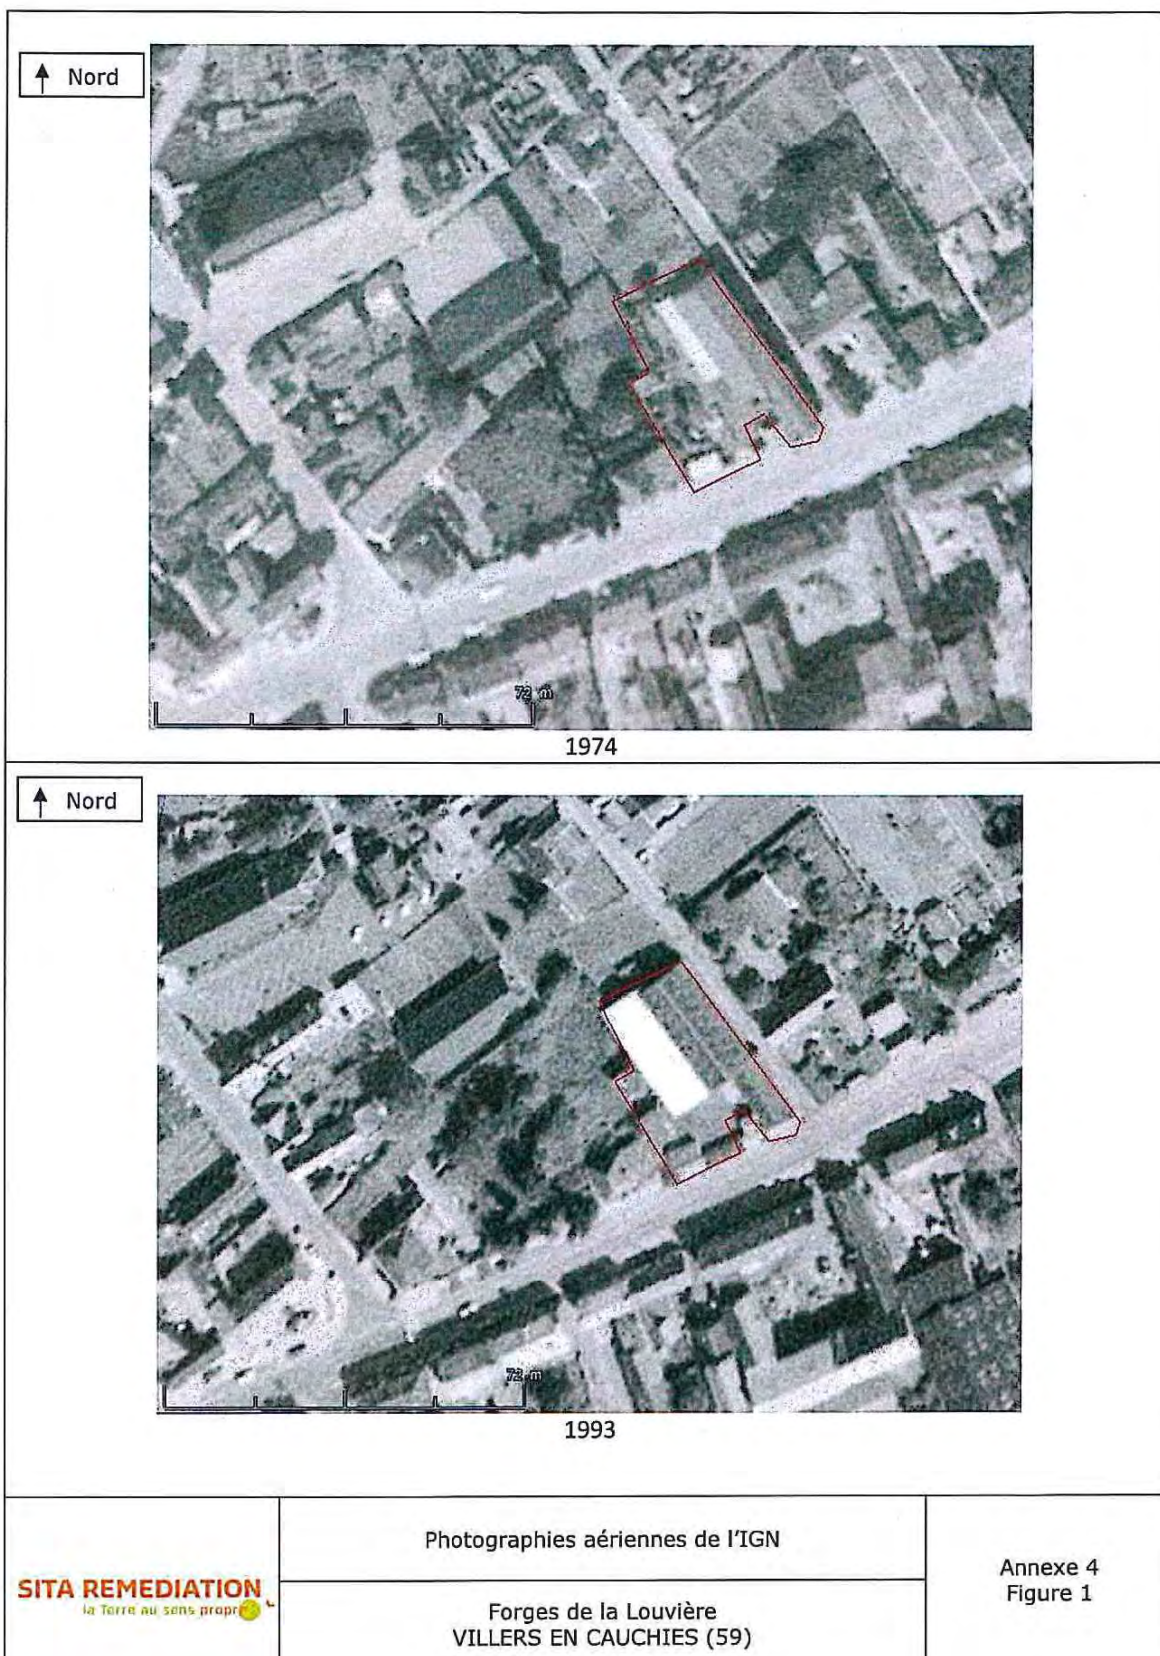 Nord
72 m
1974
Nord
72 m
1993
SITA REMEDIATION
la Terre au sens propre
Photographies aériennes de l'IGN
Forges de la Louvière
VILLERS EN CAUCHIES (59)
Annexe 4
Figure 1